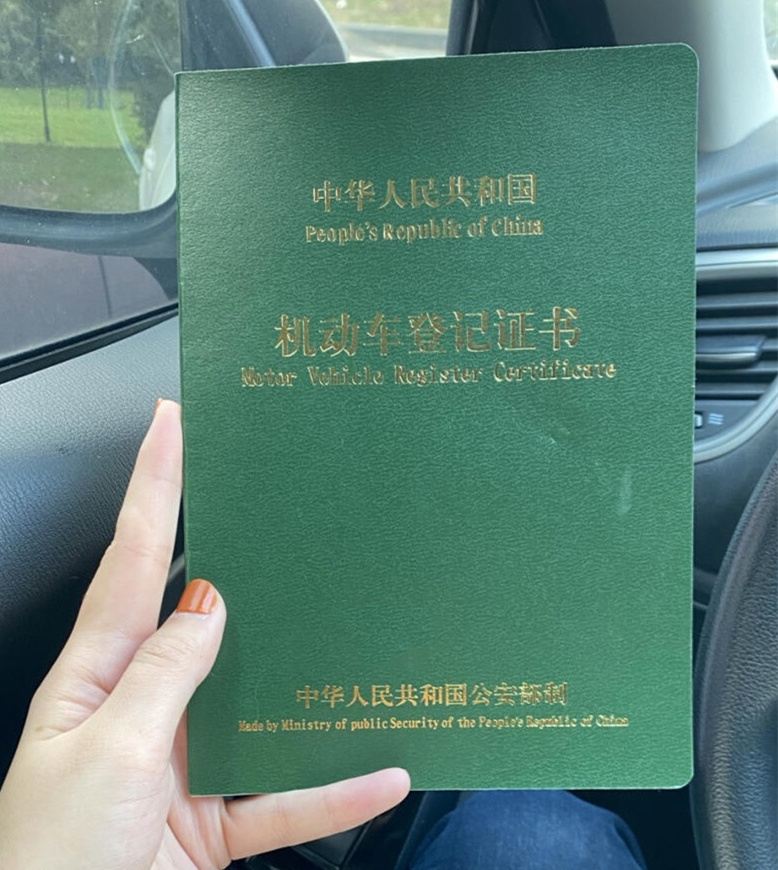 中华人民共和国
People's Republic of China
机动车登记证书
Motor Vehicle Register Certificate
中华人民共和国公安部制
Made by Ministry of public Security of the People's Republic of China